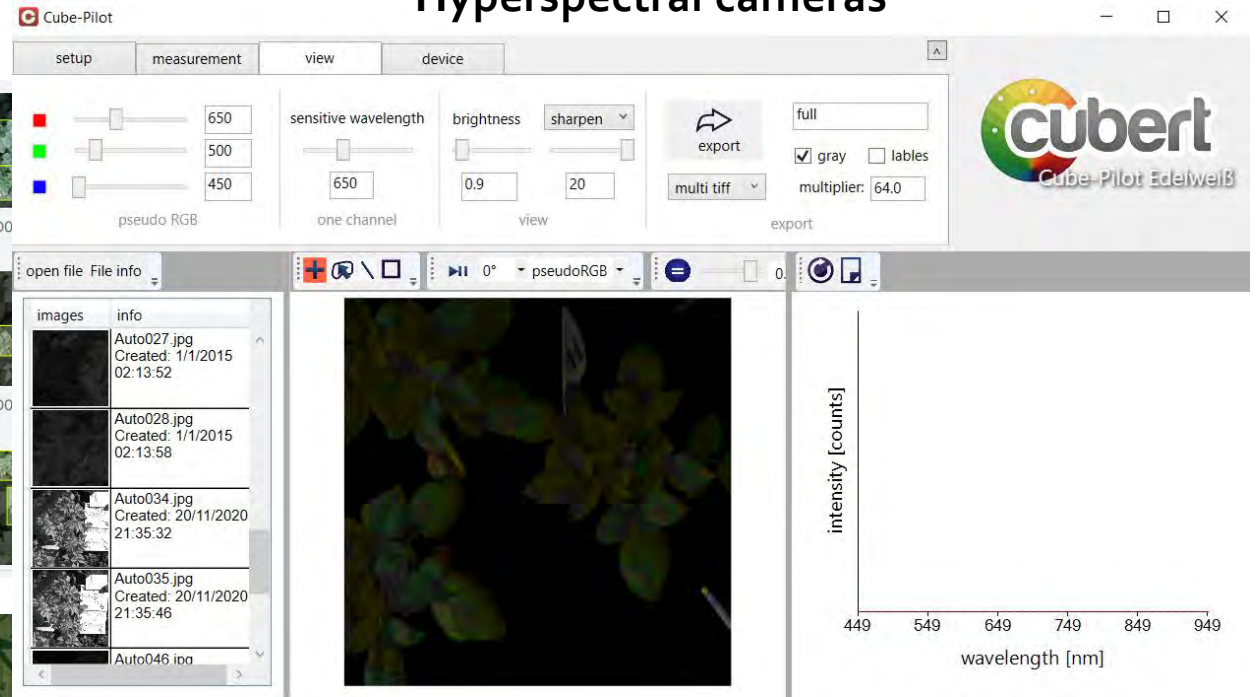 Hyperspectral cameras
Cube-Pilot
setup measurement view device
650 sensitive wavelength brightness sharpen full
500 export gray lables
450 650 0.9 20 multi tiff multiplier: 64.0
pseudo RGB one channel view export
cubert
Cube-Pilot Edelweiß
open file File info 0° pseudoRGB 0.
images info
Auto027.jpg
Created: 1/1/2015
02:13:52
Auto028.jpg
Created: 1/1/2015
02:13:58
Auto034.jpg
Created: 20/11/2020
21:35:32
Auto035.jpg
Created: 20/11/2020
21:35:46
Auto046.jpg
intensity [counts]
449 549 649 749 849 949
wavelength [nm]